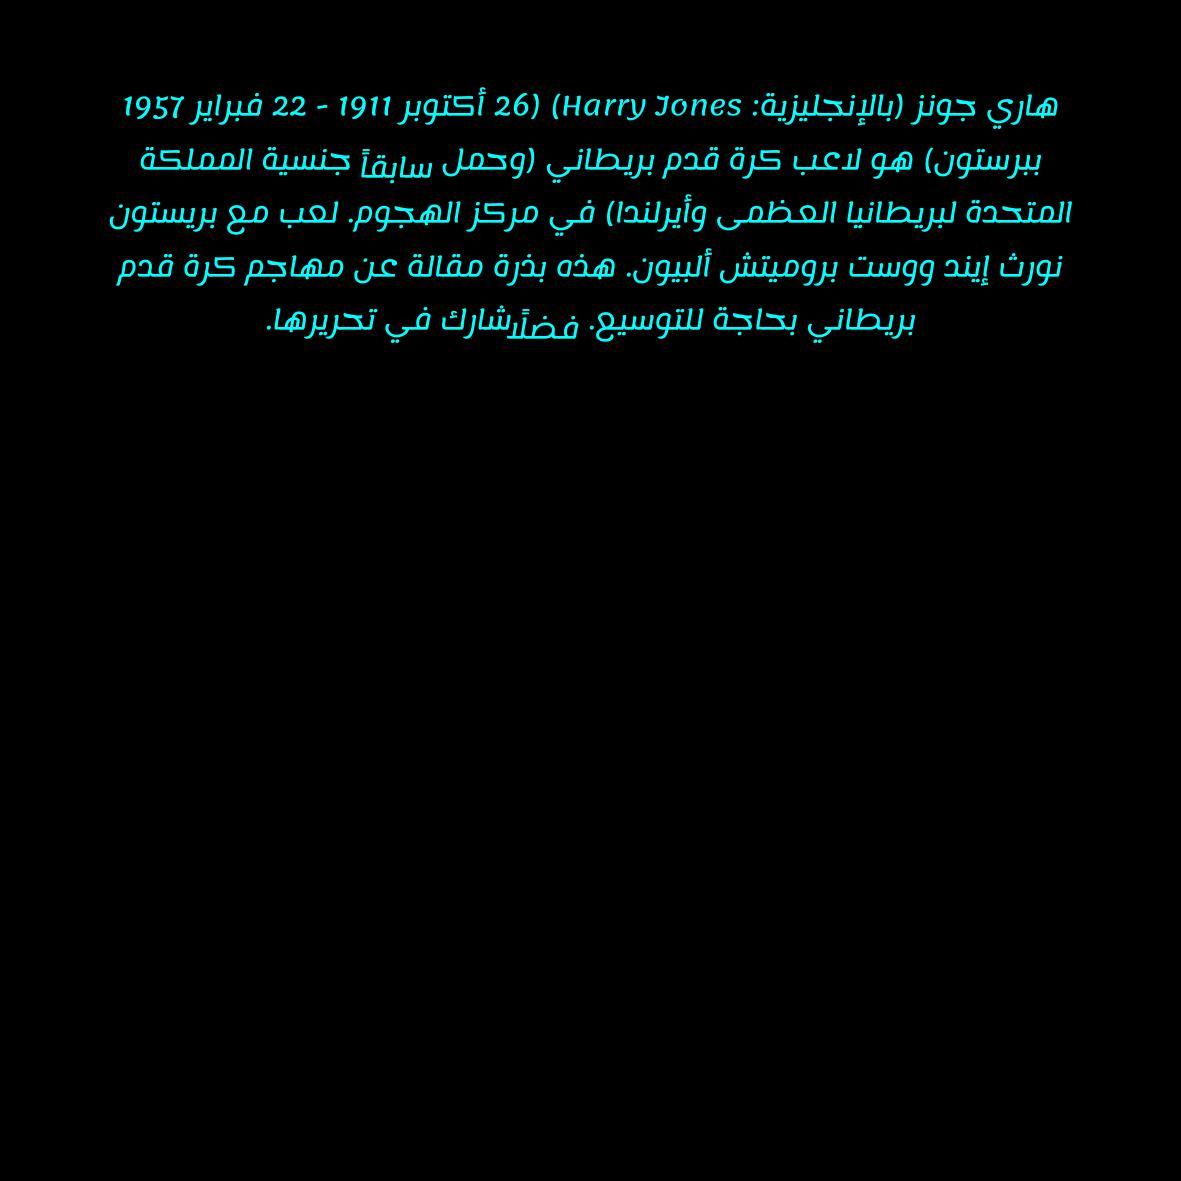 هاري جونز (بالإنجليزية: Harry Jones) (26 أكتوبر 1911 - 22 فبراير 1957
ببرستون) هو لاعب كرة قدم بريطاني (وحمل سابقاً جنسية المملكة
المتحدة لبريطانيا العظمى وأيرلندا) في مركز الهجوم. لعب مع بريستون
نورث إيند ووست بروميتش ألبيون. هذه بذرة مقالة عن مهاجم كرة قدم
بريطاني بحاجة للتوسيع. فضلًاشارك في تحريرها.